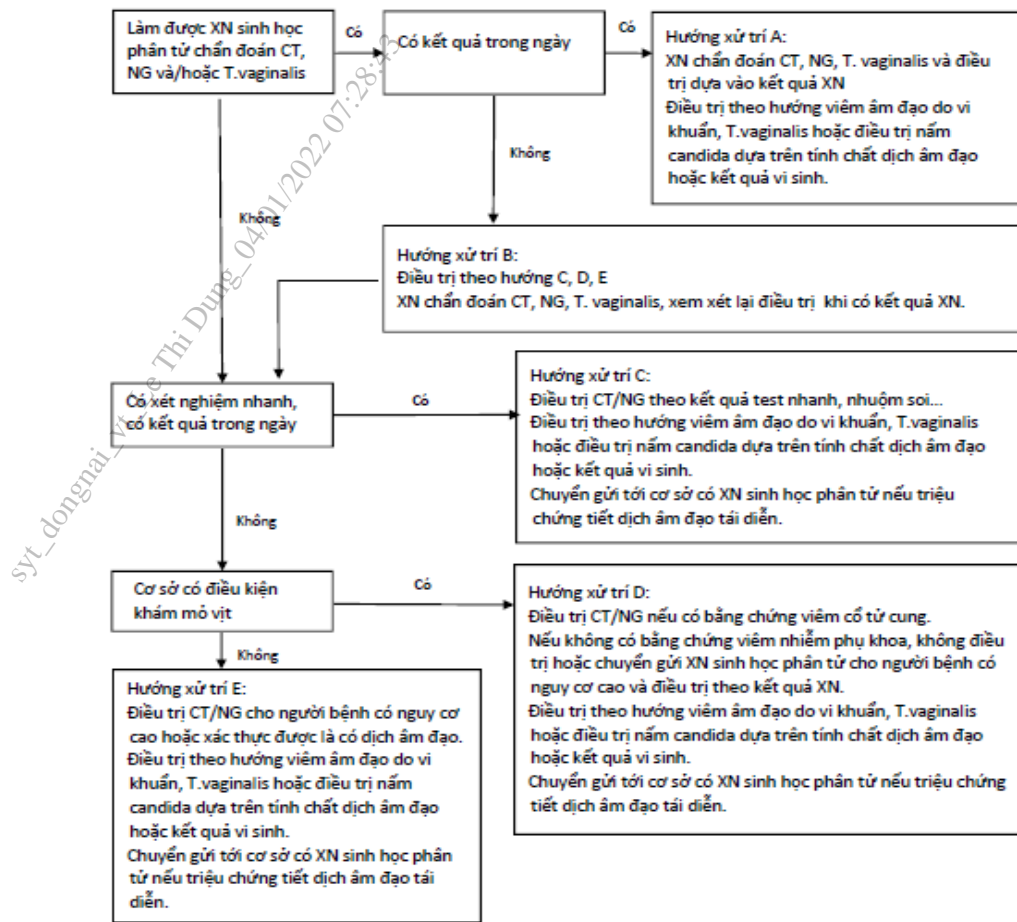 Làm được XN sinh học
phân tử chẩn đoán CT,
NG và/hoặc T.vaginalis
Có
Có kết quả trong ngày
Có
Hướng xử trí A:
XN chẩn đoán CT, NG, T. vaginalis và điều
trị dựa vào kết quả XN
Điều trị theo hướng viêm âm đạo do vi
khuẩn, T.vaginalis hoặc điều trị nấm
candida dựa trên tính chất dịch âm đạo
hoặc kết quả vi sinh.
Không
Không
Hướng xử trí B:
Điều trị theo hướng C, D, E
XN chẩn đoán CT, NG, T. vaginalis, xem xét lại điều trị khi có kết quả XN.
Có xét nghiệm nhanh,
có kết quả trong ngày
Có
Hướng xử trí C:
Điều trị CT/NG theo kết quả test nhanh, nhuộm soi...
Điều trị theo hướng viêm âm đạo do vi khuẩn, T.vaginalis
hoặc điều trị nấm candida dựa trên tính chất dịch âm đạo
hoặc kết quả vi sinh.
Chuyển gửi tới cơ sở có XN sinh học phân tử nếu triệu
chứng tiết dịch âm đạo tái diễn.
Không
Cơ sở có điều kiện
khám mỏ vịt
Có
Hướng xử trí D:
Điều trị CT/NG nếu có bằng chứng viêm cổ tử cung.
Nếu không có bằng chứng viêm nhiễm phụ khoa, không điều
trị hoặc chuyển gửi XN sinh học phân tử cho người bệnh có
nguy cơ cao và điều trị theo kết quả XN.
Điều trị theo hướng viêm âm đạo do vi khuẩn, T.vaginalis
hoặc điều trị nấm candida dựa trên tính chất dịch âm đạo
hoặc kết quả vi sinh.
Chuyển gửi tới cơ sở có XN sinh học phân tử nếu triệu chứng
tiết dịch âm đạo tái diễn.
Không
Hướng xử trí E:
Điều trị CT/NG cho người bệnh có nguy cơ
cao hoặc xác thực được là có dịch âm đạo.
Điều trị theo hướng viêm âm đạo do vi
khuẩn, T.vaginalis hoặc điều trị nấm
candida dựa trên tính chất dịch âm đạo
hoặc kết quả vi sinh.
Chuyển gửi tới cơ sở có XN sinh học phân
tử nếu triệu chứng tiết dịch âm đạo tái
diễn.
Thi Dung_04/01/2022 07:28:43